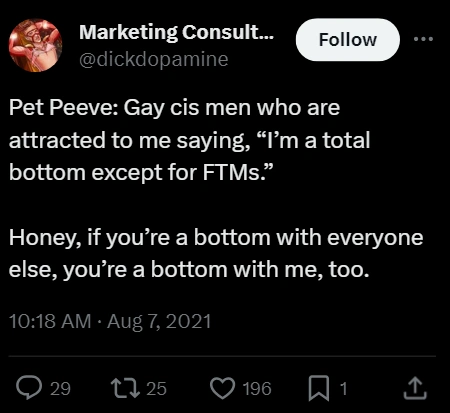 Marketing Consult...
@dickdopamine
Follow
Pet Peeve: Gay cis men who are
attracted to me saying, “I’m a total
bottom except for FTMs.”
Honey, if you’re a bottom with everyone
else, you’re a bottom with me, too.
10:18 AM · Aug 7, 2021
29 25 196 1